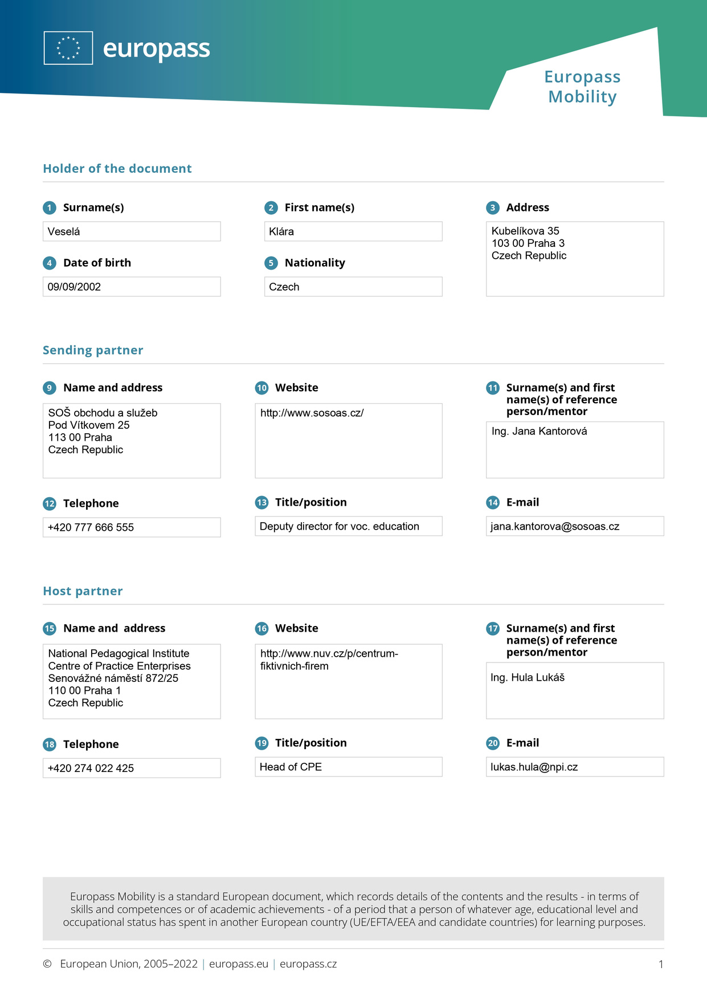 europass
Europass
Mobility
Holder of the document
1 Surname(s)
Veselá
2 First name(s)
Klára
3 Address
Kubelíkova 35
103 00 Praha 3
Czech Republic
4 Date of birth
09/09/2002
5 Nationality
Czech
Sending partner
9 Name and address
SOŠ obchodu a služeb
Pod Vítkovem 25
113 00 Praha
Czech Republic
10 Website
http://www.sosoas.cz/
11 Surname(s) and first
name(s) of reference
person/mentor
Ing. Jana Kantorová
12 Telephone
+420 777 666 555
13 Title/position
Deputy director for voc. education
14 E-mail
jana.kantorova@sosoas.cz
Host partner
15 Name and  address
National Pedagogical Institute
Centre of Practice Enterprises
Senovážné náměstí 872/25
110 00 Praha 1
Czech Republic
16 Website
http://www.nuv.cz/p/centrum-
fiktivnich-firem
17 Surname(s) and first
name(s) of reference
person/mentor
Ing. Hula Lukáš
18 Telephone
+420 274 022 425
19 Title/position
Head of CPE
20 E-mail
lukas.hula@npi.cz
Europass Mobility is a standard European document, which records details of the contents and the results - in terms of
skills and competences or of academic achievements - of a period that a person of whatever age, educational level and
occupational status has spent in another European country (UE/EFTA/EEA and candidate countries) for learning purposes.
© European Union, 2005–2022 | europass.eu | europass.cz
1